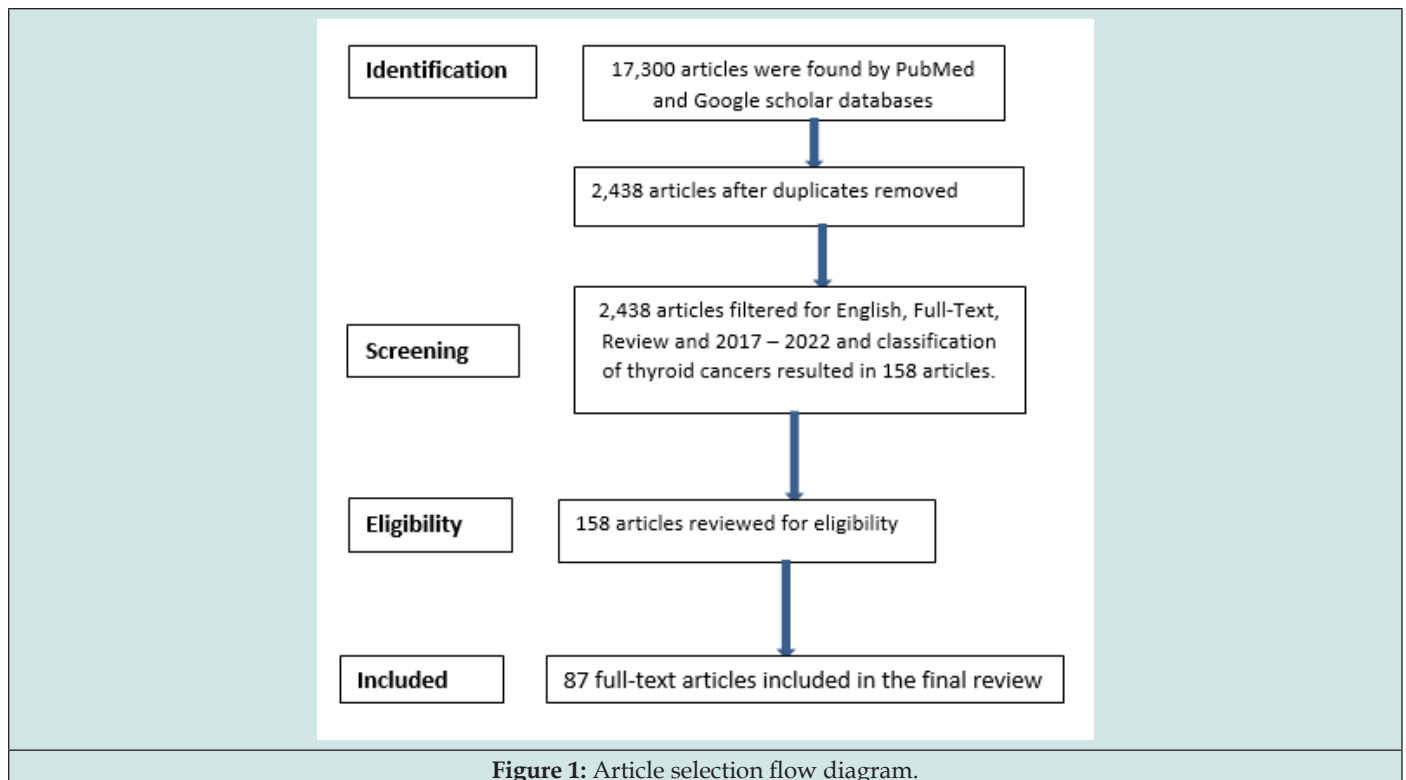 Identification
17,300 articles were found by PubMed
and Google scholar databases
2,438 articles after duplicates removed
Screening
2,438 articles filtered for English, Full-Text,
Review and 2017 – 2022 and classification
of thyroid cancers resulted in 158 articles.
Eligibility
158 articles reviewed for eligibility
Included
87 full-text articles included in the final review
Figure 1: Article selection flow diagram.